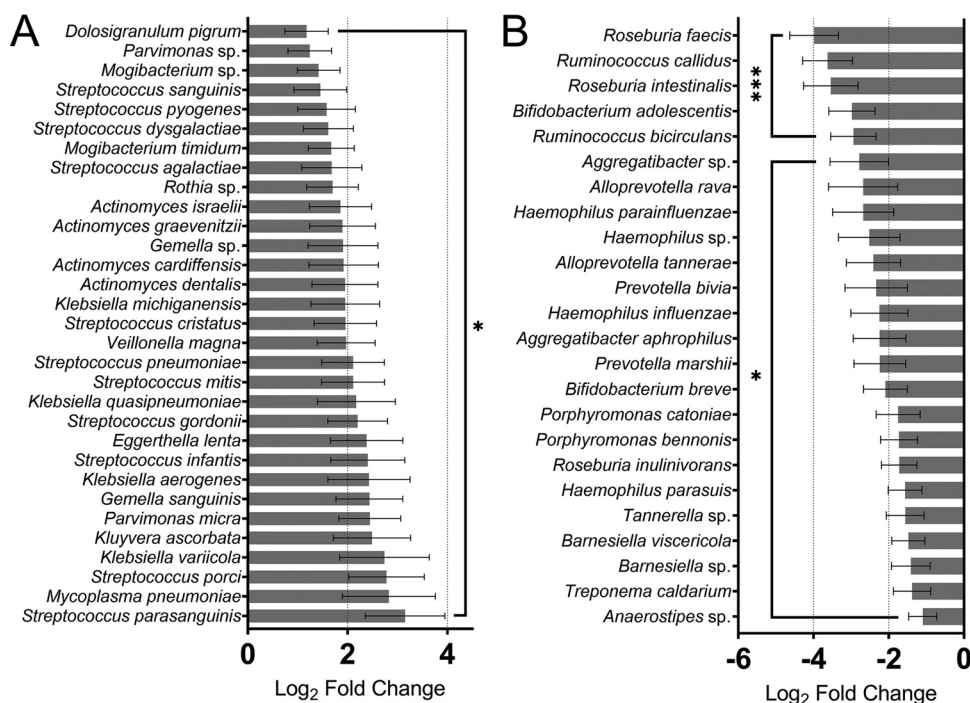 A
Dolosigranulum pigrum
Parvimonas sp.
Mogibacterium sp.
Streptococcus sanguinis
Streptococcus pyogenes
Streptococcus dysgalactiae
Mogibacterium timidum
Streptococcus agalactiae
Rothia sp.
Actinomyces israelii
Actinomyces graevenitzii
Gemella sp.
Actinomyces cardiffensis
Actinomyces dentalis
Klebsiella michiganensis
Streptococcus cristatus
Veillonella magna
Streptococcus pneumoniae
Streptococcus mitis
Klebsiella quasipneumoniae
Streptococcus gordonii
Eggerthella lenta
Streptococcus infantis
Klebsiella aerogenes
Gemella sanguinis
Parvimonas micra
Kluyvera ascorbata
Klebsiella variicola
Streptococcus porci
Mycoplasma pneumoniae
Streptococcus parasanguinis
*
0 2 4
Log2 Fold Change
B
Roseburia faecis
Ruminococcus callidus
Roseburia intestinalis
Bifidobacterium adolescentis
Ruminococcus bicirculans
Aggregatibacter sp.
Alloprevotella rava
Haemophilus parainfluenzae
Haemophilus sp.
Alloprevotella tannerae
Prevotella bivia
Haemophilus influenzae
Aggregatibacter aphrophilus
Prevotella marshii
Bifidobacterium breve
Porphyromonas catoniae
Porphyromonas bennonis
Roseburia inulinivorans
Haemophilus parasuis
Tannerella sp.
Barnesiella viscericola
Barnesiella sp.
Treponema caldarium
Anaerostipes sp.
***
*
-6 -4 -2 0
Log2 Fold Change